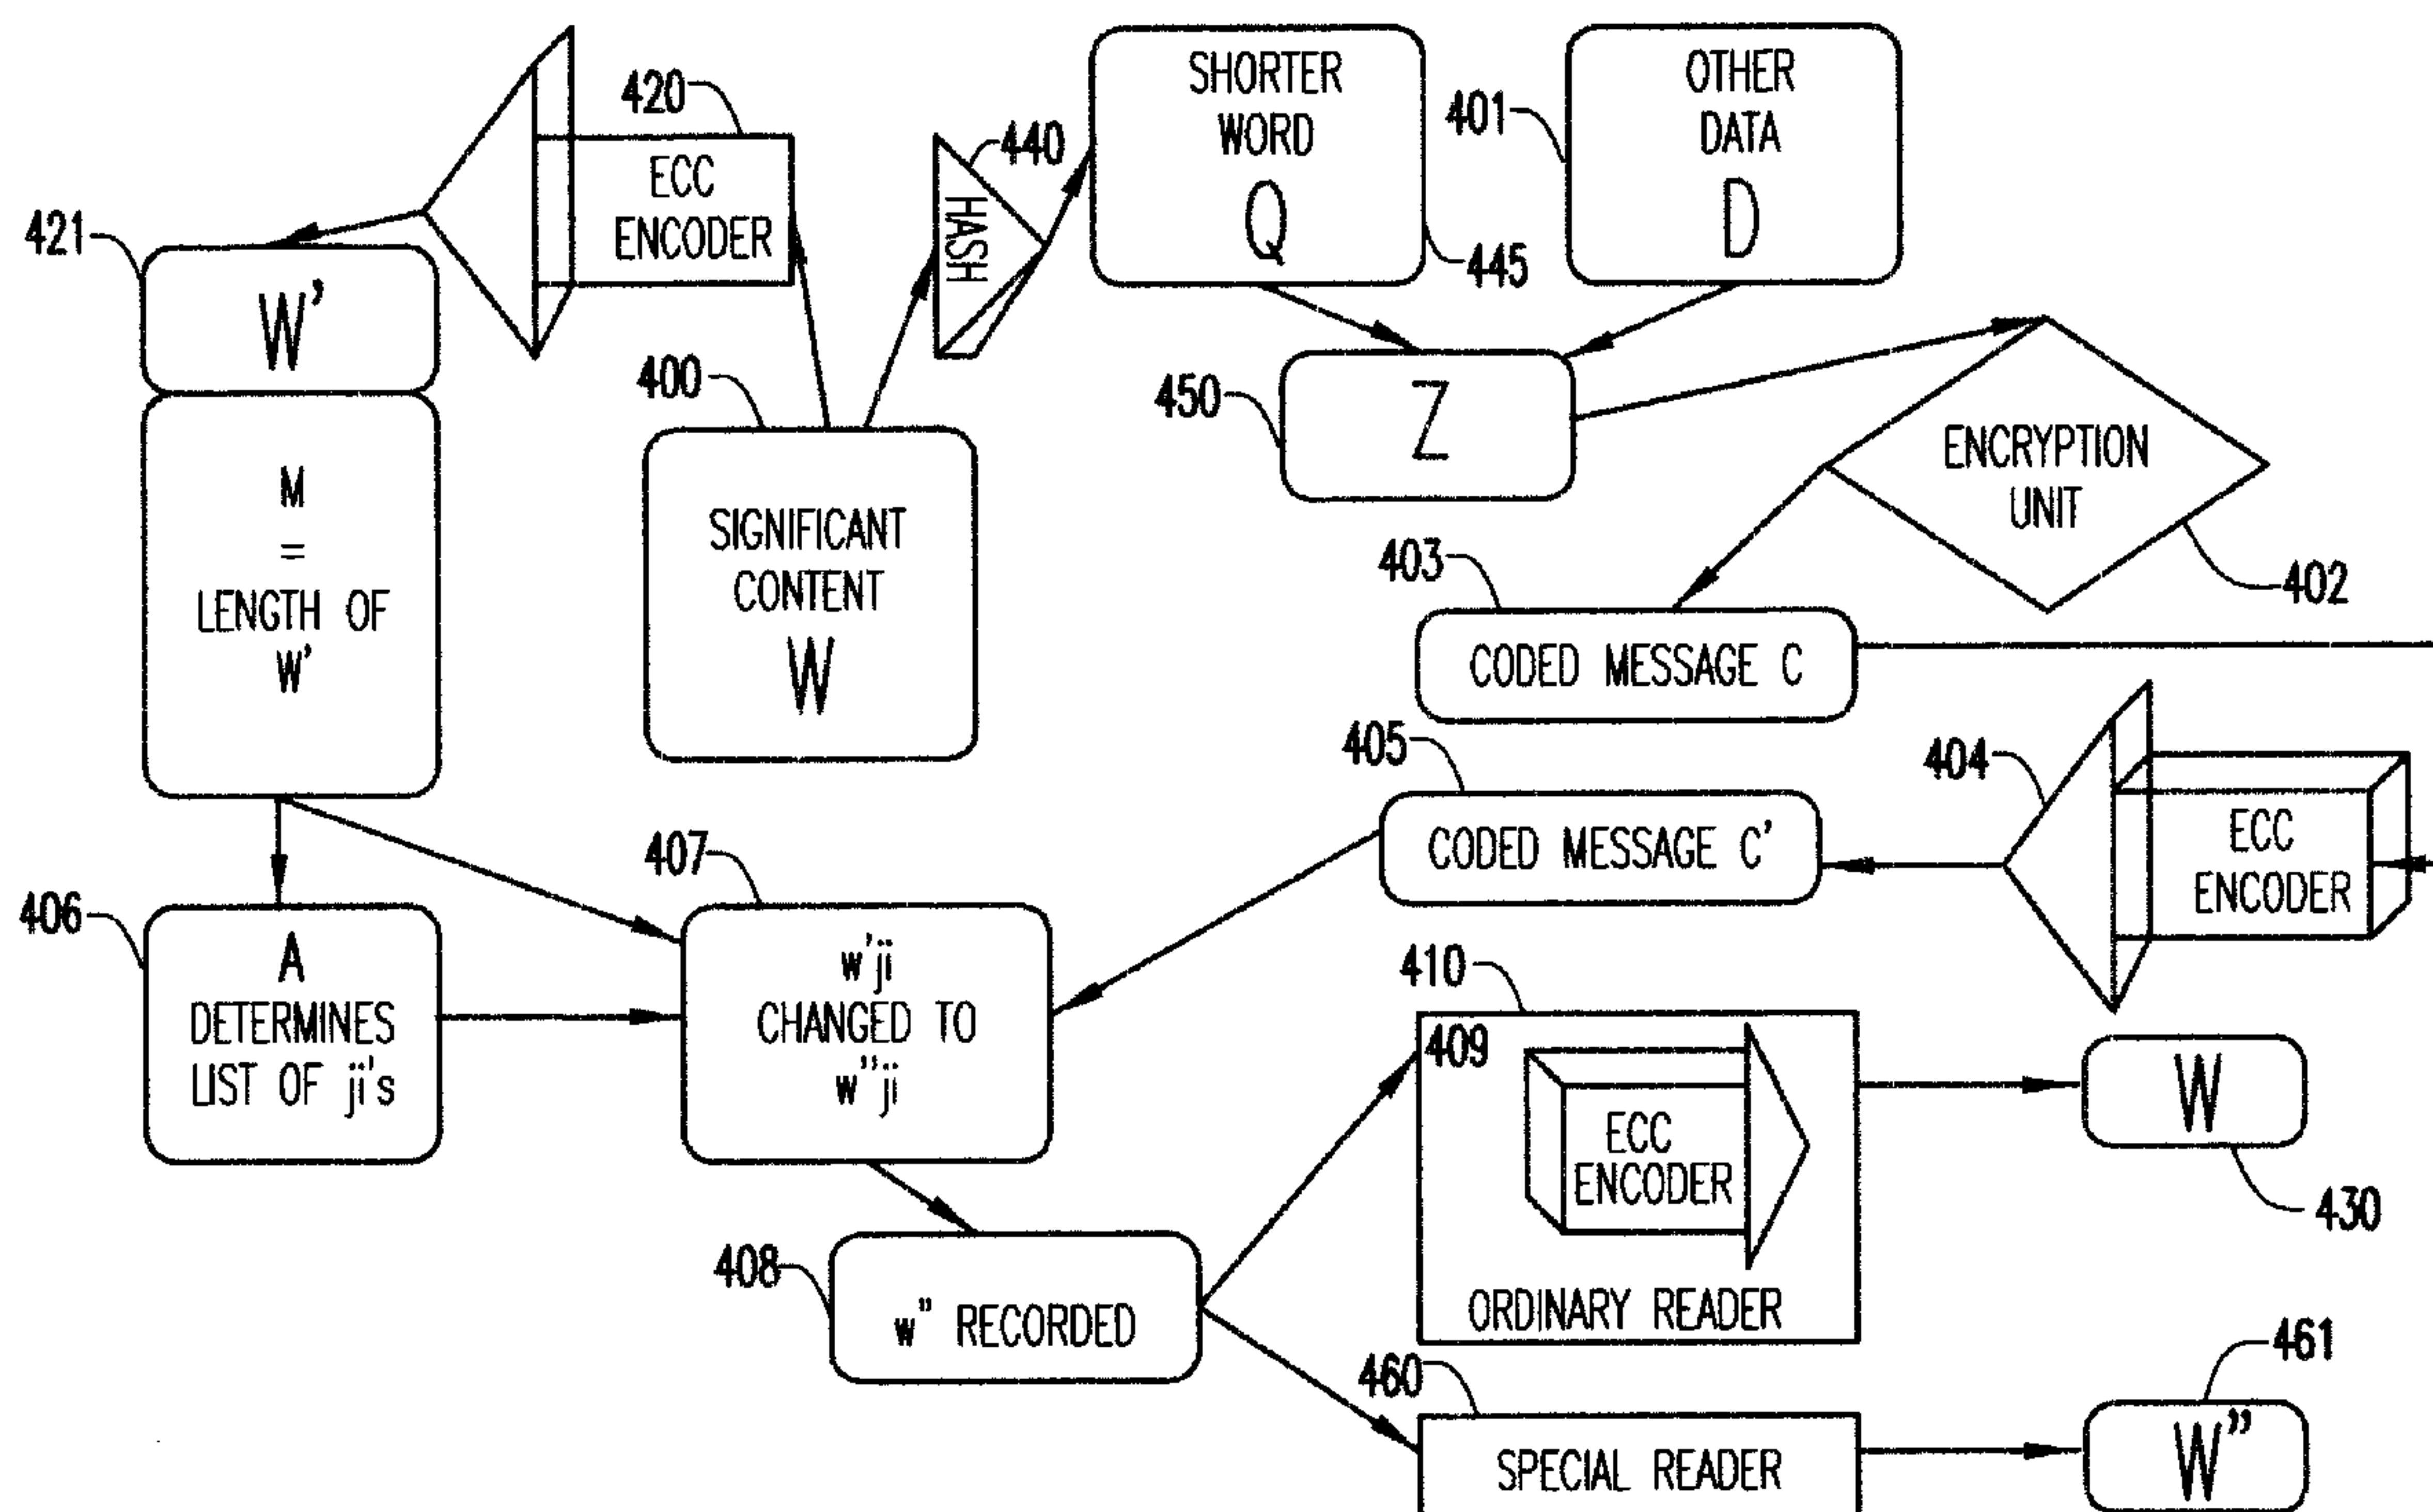 420
ECC
ENCODER
440
HASH
SHORTER
WORD
Q
445
401
OTHER
DATA
D
421
W'
M
=
LENGTH OF
W'
400
SIGNIFICANT
CONTENT
W
450
Z
ENCRYPTION
UNIT
402
403
CODED MESSAGE C
405
CODED MESSAGE C'
404
ECC
ENCODER
406
A
DETERMINES
LIST OF ji's
407
w'ji
CHANGED TO
w"ji
408
w" RECORDED
410
409
ECC
ENCODER
ORDINARY READER
W
430
460
SPECIAL READER
461
W"